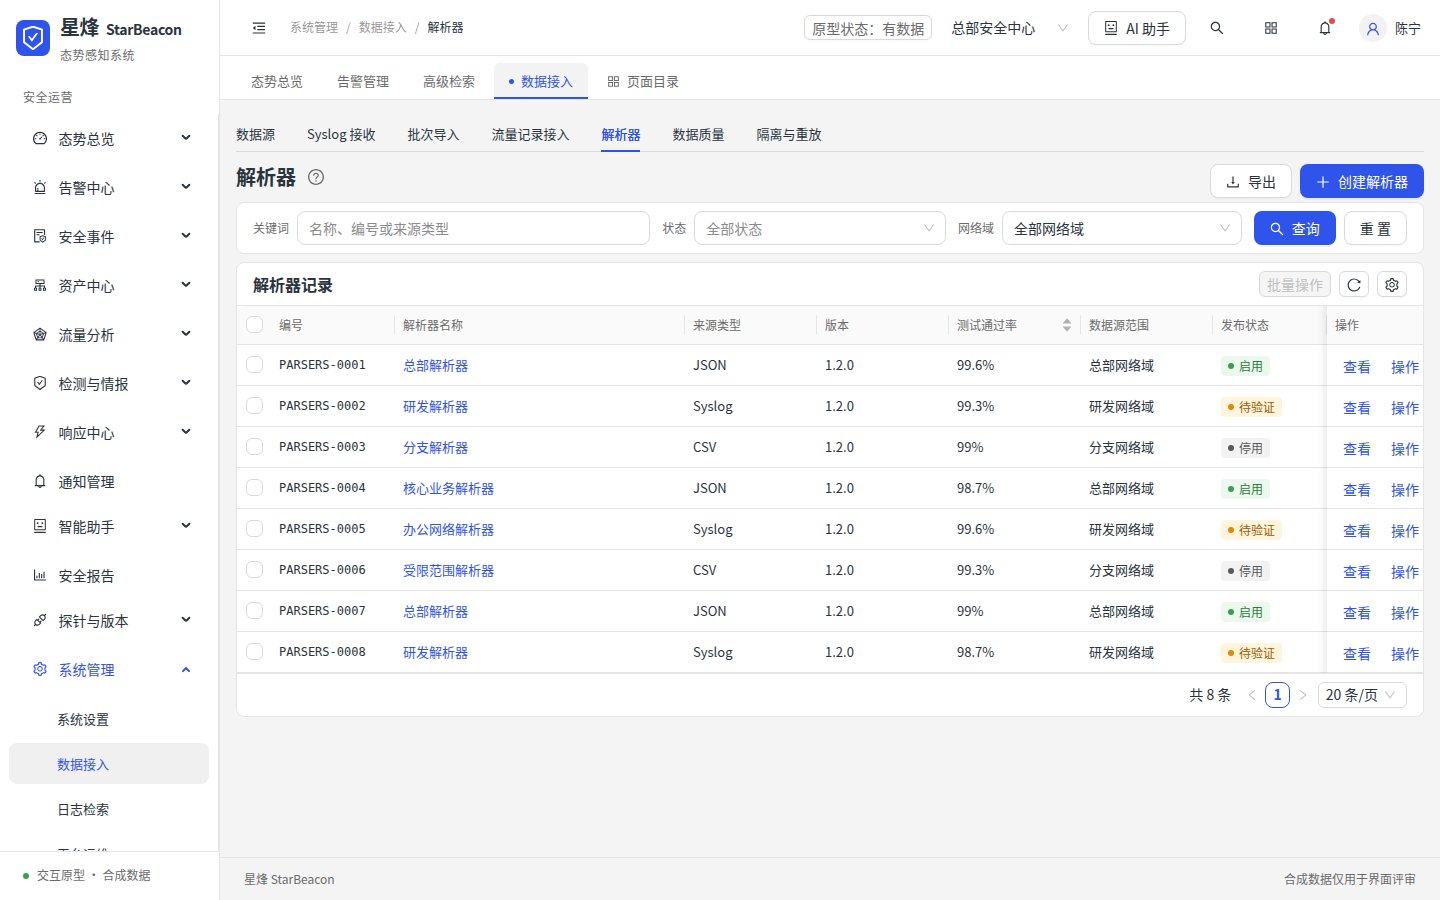 星烽 StarBeacon
态势感知系统
安全运营
态势总览
告警中心
安全事件
资产中心
流量分析
检测与情报
响应中心
通知管理
智能助手
安全报告
探针与版本
系统管理
系统设置
数据接入
日志检索
交互原型 · 合成数据
系统管理 / 数据接入 / 解析器
原型状态：有数据
总部安全中心
AI 助手
陈宁
态势总览 告警管理 高级检索 数据接入 页面目录
数据源 Syslog 接收 批次导入 流量记录接入 解析器 数据质量 隔离与重放
解析器
导出 创建解析器
关键词 名称、编号或来源类型 状态 全部状态 网络域 全部网络域 查询 重 置
解析器记录 批量操作
编号 解析器名称 来源类型 版本 测试通过率 数据源范围 发布状态 操作
PARSERS-0001 总部解析器 JSON 1.2.0 99.6% 总部网络域 启用 查看 操作
PARSERS-0002 研发解析器 Syslog 1.2.0 99.3% 研发网络域 待验证 查看 操作
PARSERS-0003 分支解析器 CSV 1.2.0 99% 分支网络域 停用 查看 操作
PARSERS-0004 核心业务解析器 JSON 1.2.0 98.7% 总部网络域 启用 查看 操作
PARSERS-0005 办公网络解析器 Syslog 1.2.0 99.6% 研发网络域 待验证 查看 操作
PARSERS-0006 受限范围解析器 CSV 1.2.0 99.3% 分支网络域 停用 查看 操作
PARSERS-0007 总部解析器 JSON 1.2.0 99% 总部网络域 启用 查看 操作
PARSERS-0008 研发解析器 Syslog 1.2.0 98.7% 研发网络域 待验证 查看 操作
共 8 条 1 20 条/页
星烽 StarBeacon
合成数据仅用于界面评审